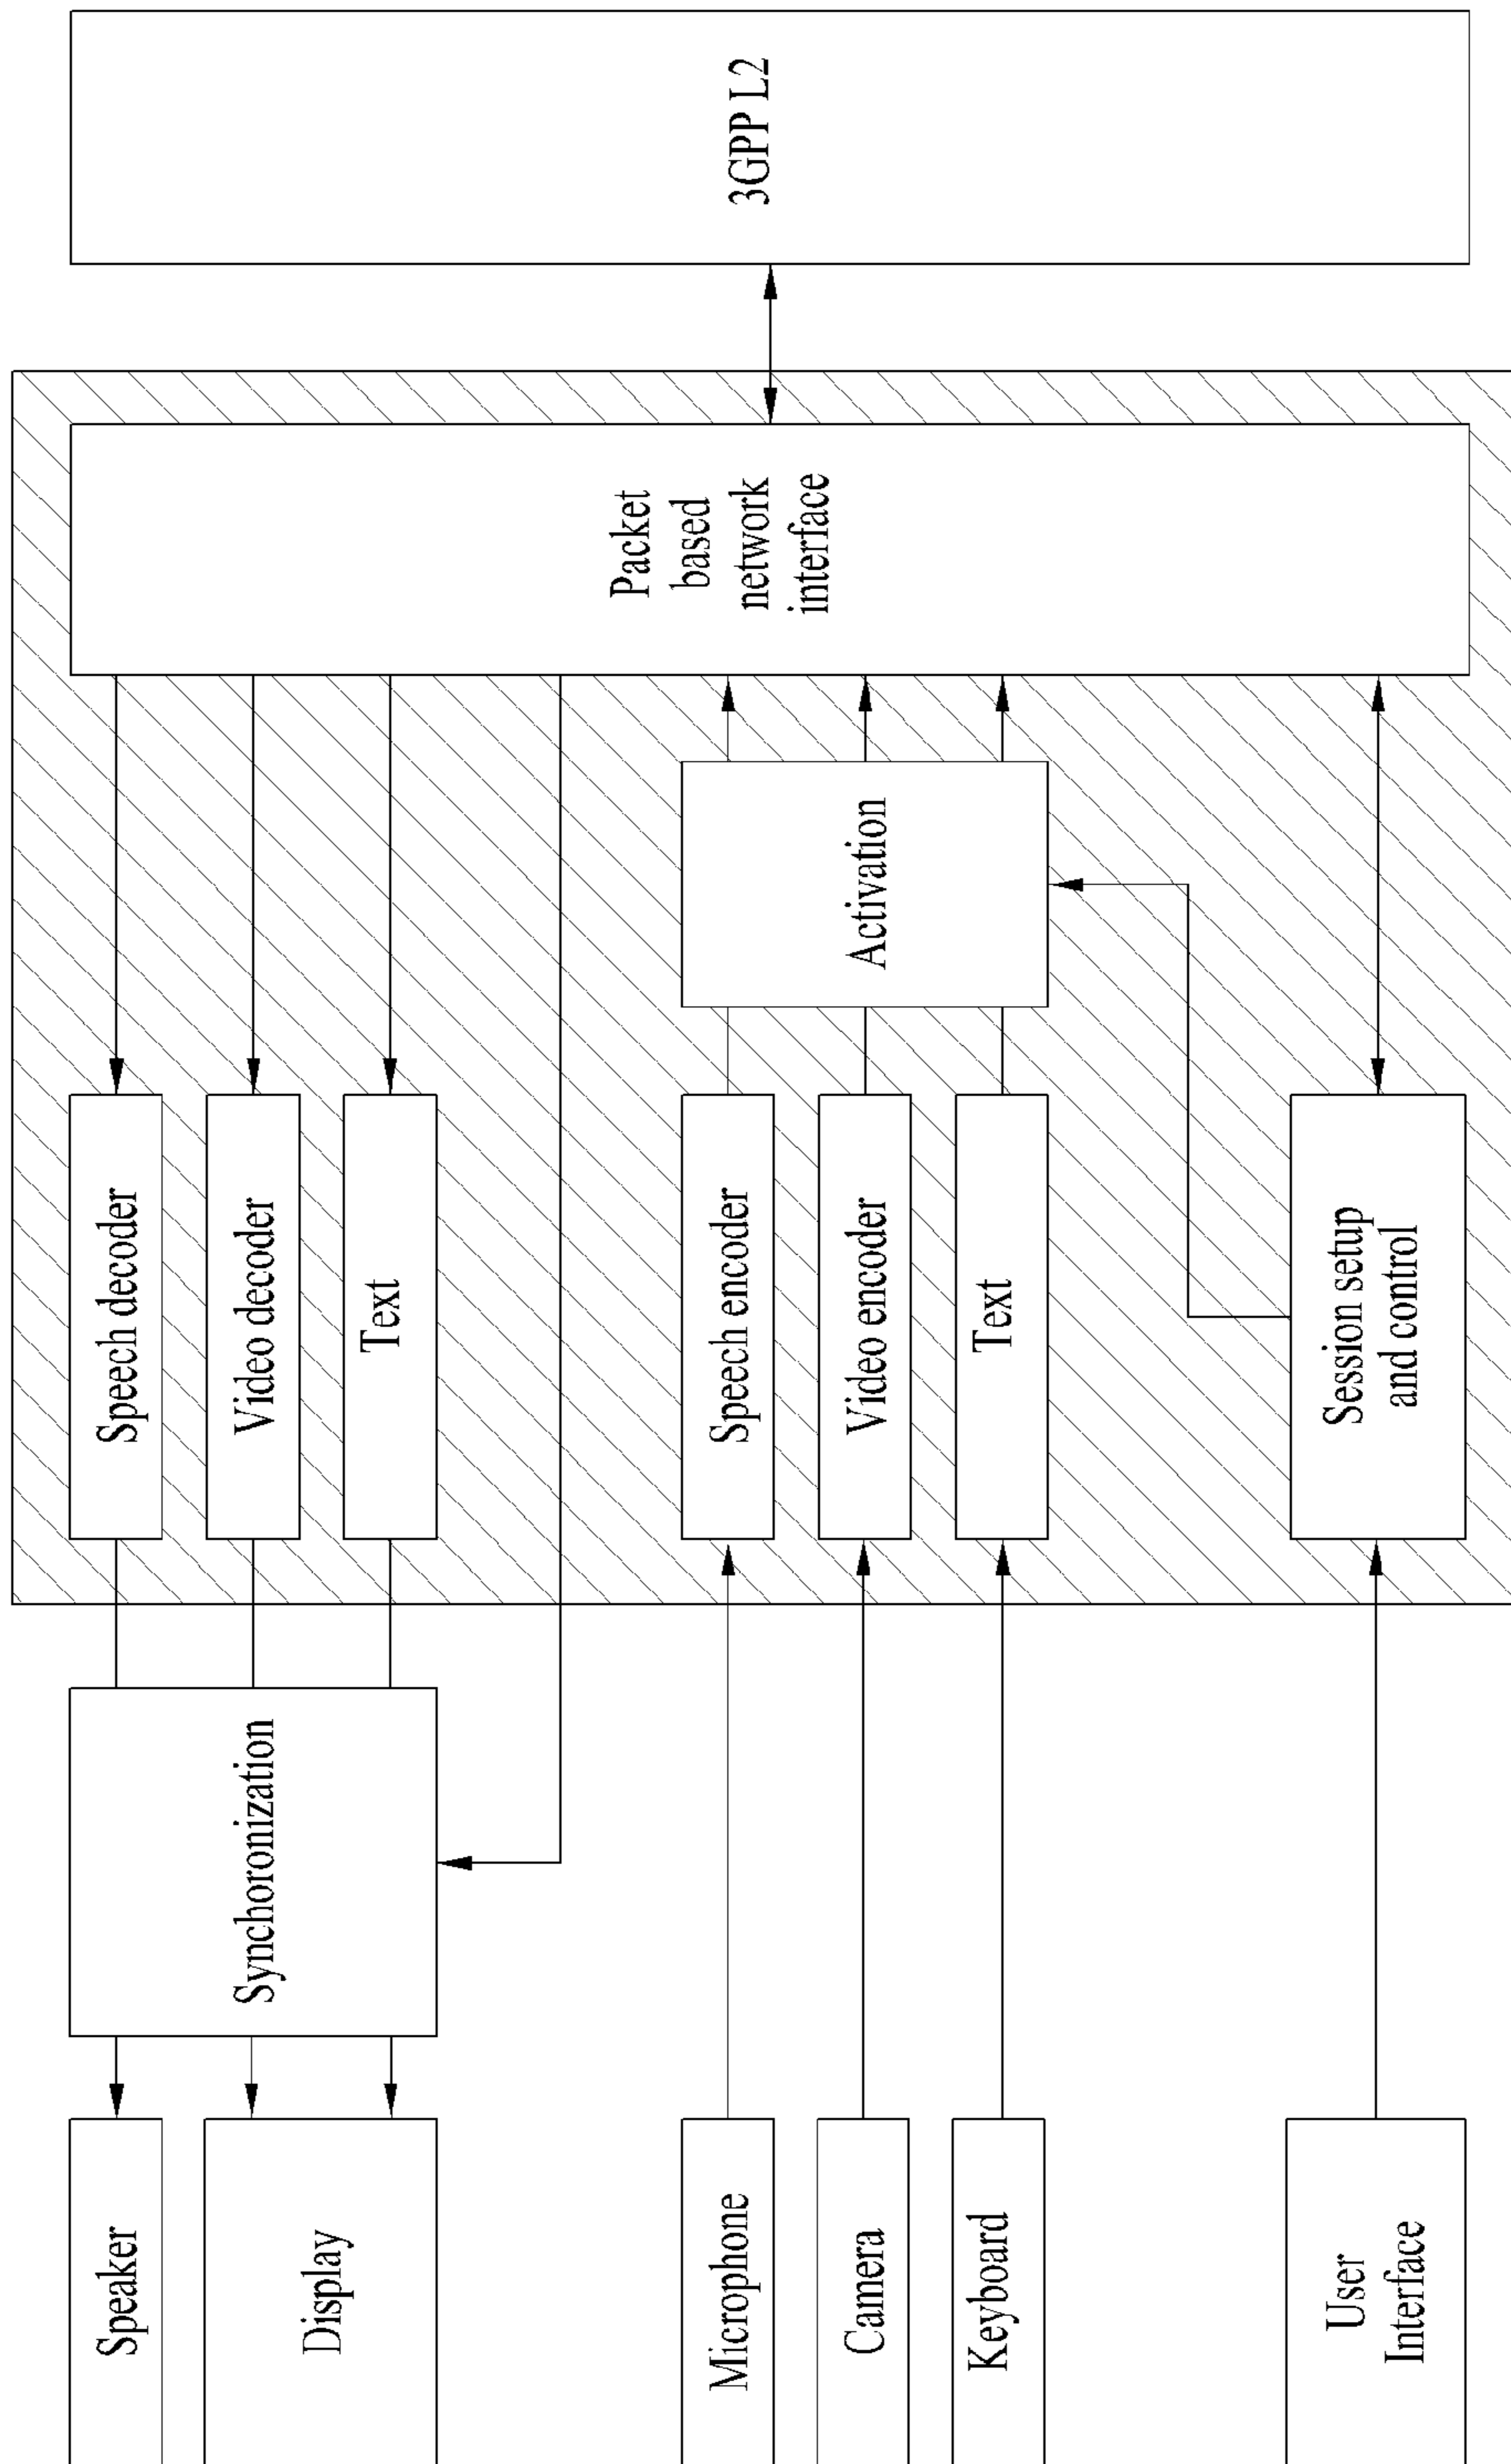 3GPP L2
Packet
based
network
interface
Activation
Speech decoder
Video decoder
Text
Speech encoder
Video encoder
Text
Session setup
and control
Synchoronization
Speaker
Display
Microphone
Camera
Keyboard
User
Interface